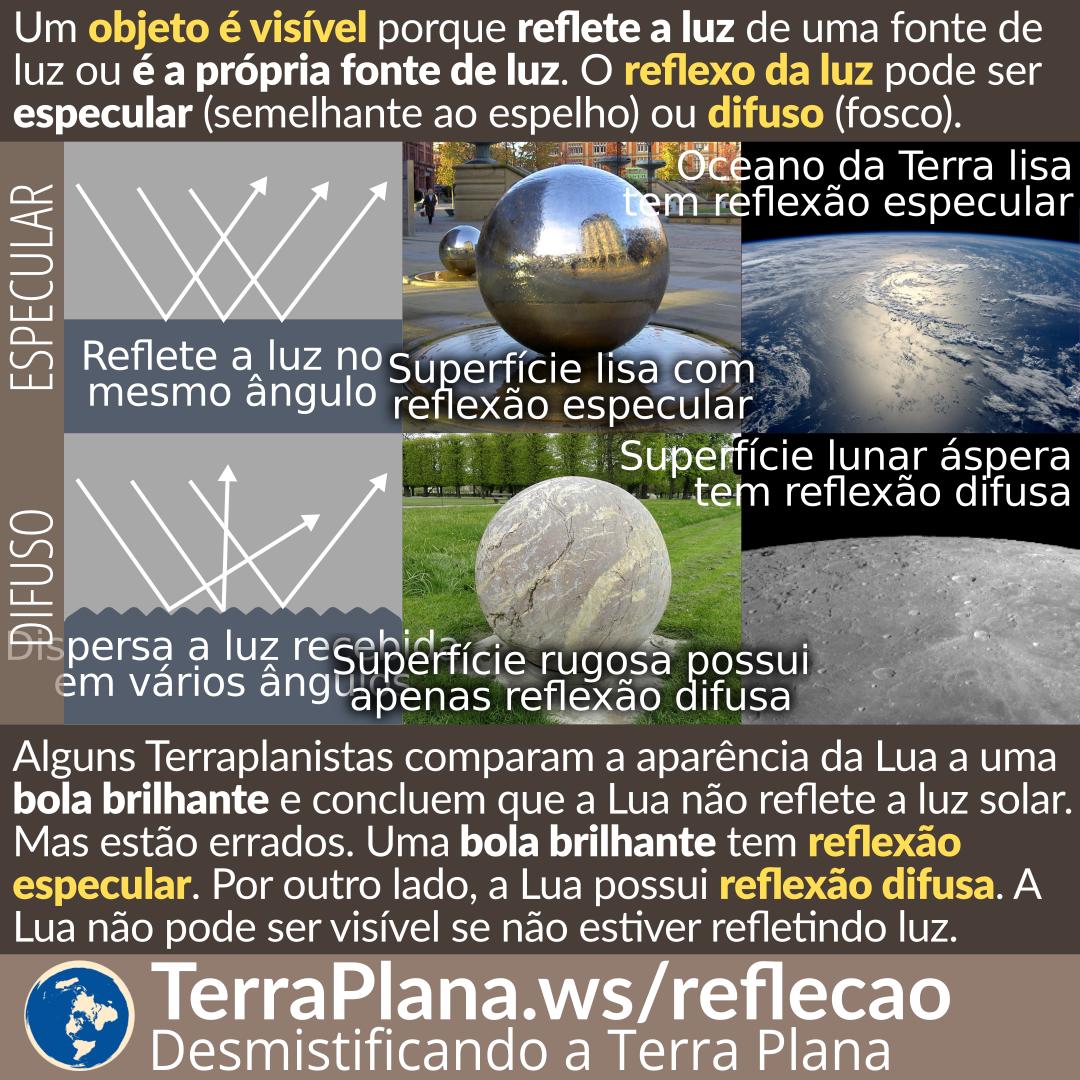 Um objeto é visível porque reflete a luz de uma fonte de
luz ou é a própria fonte de luz. O reflexo da luz pode ser
especular (semelhante ao espelho) ou difuso (fosco).
ESPECULAR
Reflete a luz no
mesmo ângulo
Superfície lisa com
reflexão especular
Oceano da Terra lisa
tem reflexão especular
DIFUSO
Dispersa a luz recebida
em vários ângulos
Superfície rugosa possui
apenas reflexão difusa
Superfície lunar áspera
tem reflexão difusa
Alguns Terraplanistas comparam a aparência da Lua a uma
bola brilhante e concluem que a Lua não reflete a luz solar.
Mas estão errados. Uma bola brilhante tem reflexão
especular. Por outro lado, a Lua possui reflexão difusa. A
Lua não pode ser visível se não estiver refletindo luz.
TerraPlana.ws/reflecao
Desmistificando a Terra Plana